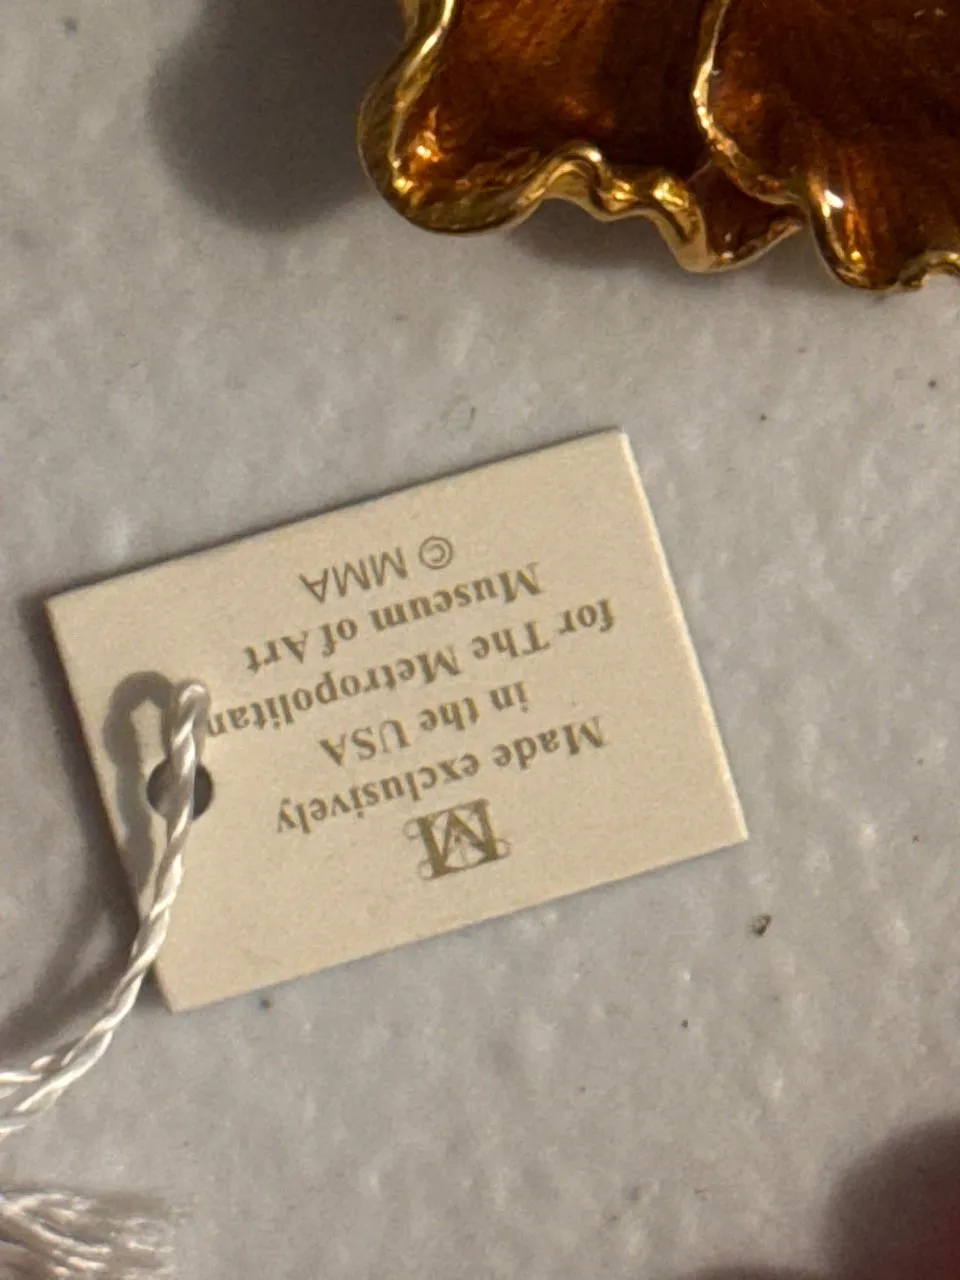 M
Made exclusively
in the USA
for The Metropolitan
Museum of Art
© MMA